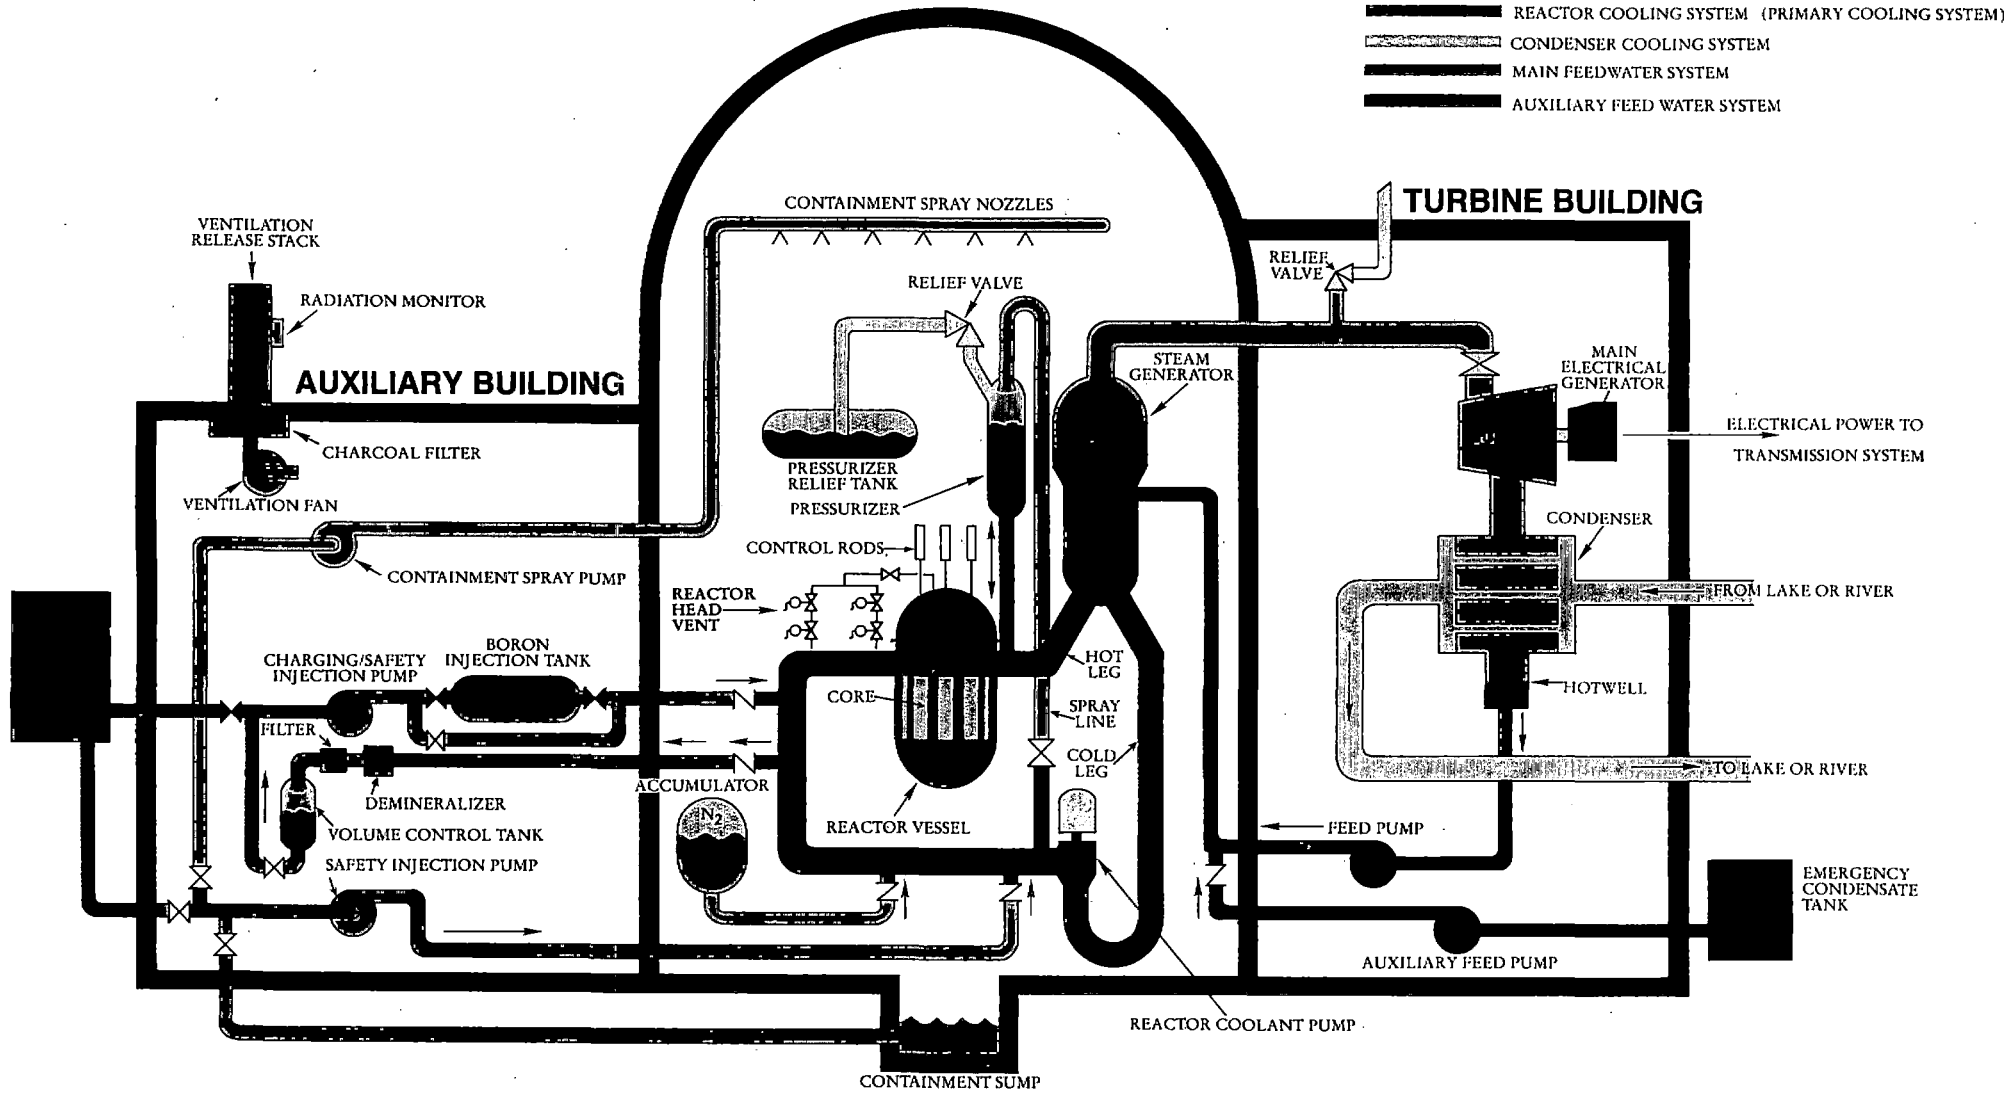 REACTOR COOLING SYSTEM (PRIMARY COOLING SYSTEM)
CONDENSER COOLING SYSTEM
MAIN FEEDWATER SYSTEM
AUXILIARY FEED WATER SYSTEM
TURBINE BUILDING
CONTAINMENT SPRAY NOZZLES
VENTILATION
RELEASE STACK
RADIATION MONITOR
RELIEF VALVE
RELIEF
VALVE
STEAM
GENERATOR
MAIN
ELECTRICAL
GENERATOR
AUXILIARY BUILDING
ELECTRICAL POWER TO
TRANSMISSION SYSTEM
CHARCOAL FILTER
VENTILATION FAN
PRESSURIZER
RELIEF TANK
PRESSURIZER
CONDENSER
CONTROL RODS
CONTAINMENT SPRAY PUMP
REACTOR
HEAD
VENT
FROM LAKE OR RIVER
BORON
INJECTION TANK
CHARGING/SAFETY
INJECTION PUMP
HOT
LEG
CORE
HOTWELL
SPRAY
LINE
FILTER
COLD
LEG
TO LAKE OR RIVER
ACCUMULATOR
DEMINERALIZER
N2
VOLUME CONTROL TANK
REACTOR VESSEL
FEED PUMP
SAFETY INJECTION PUMP
EMERGENCY
CONDENSATE
TANK
AUXILIARY FEED PUMP
REACTOR COOLANT PUMP
CONTAINMENT SUMP